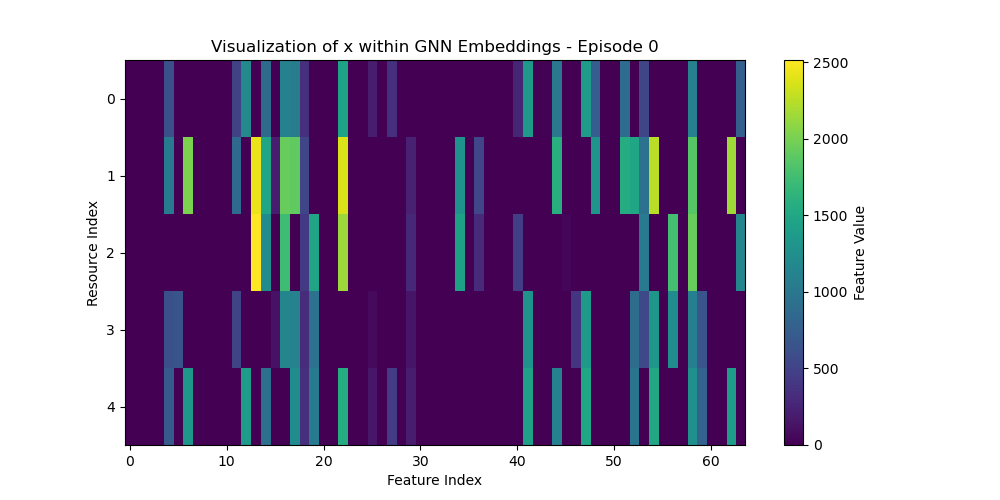 Visualization of x within GNN Embeddings - Episode 0
Resource Index
0
1
2
3
4
0 10 20 30 40 50 60
Feature Index
2500
2000
1500
1000
500
0
Feature Value